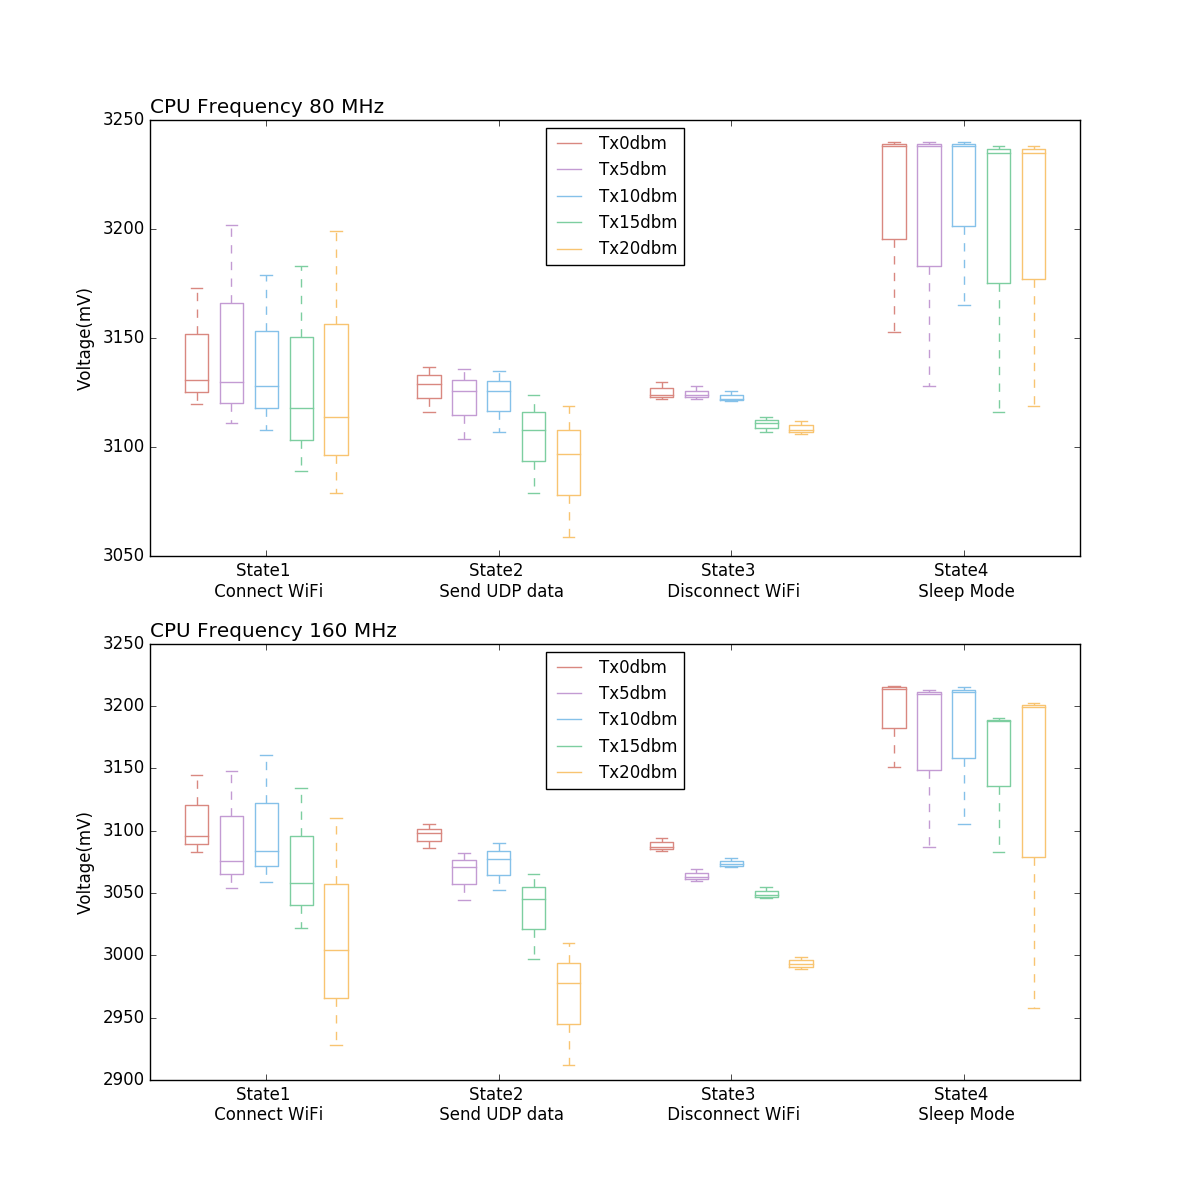 CPU Frequency 80 MHz
3250
3200
3150
3100
3050
Voltage(mV)
Tx0dbm
Tx5dbm
Tx10dbm
Tx15dbm
Tx20dbm
State1
Connect WiFi
State2
Send UDP data
State3
Disconnect WiFi
State4
Sleep Mode
CPU Frequency 160 MHz
3250
3200
3150
3100
3050
3000
2950
2900
Voltage(mV)
Tx0dbm
Tx5dbm
Tx10dbm
Tx15dbm
Tx20dbm
State1
Connect WiFi
State2
Send UDP data
State3
Disconnect WiFi
State4
Sleep Mode